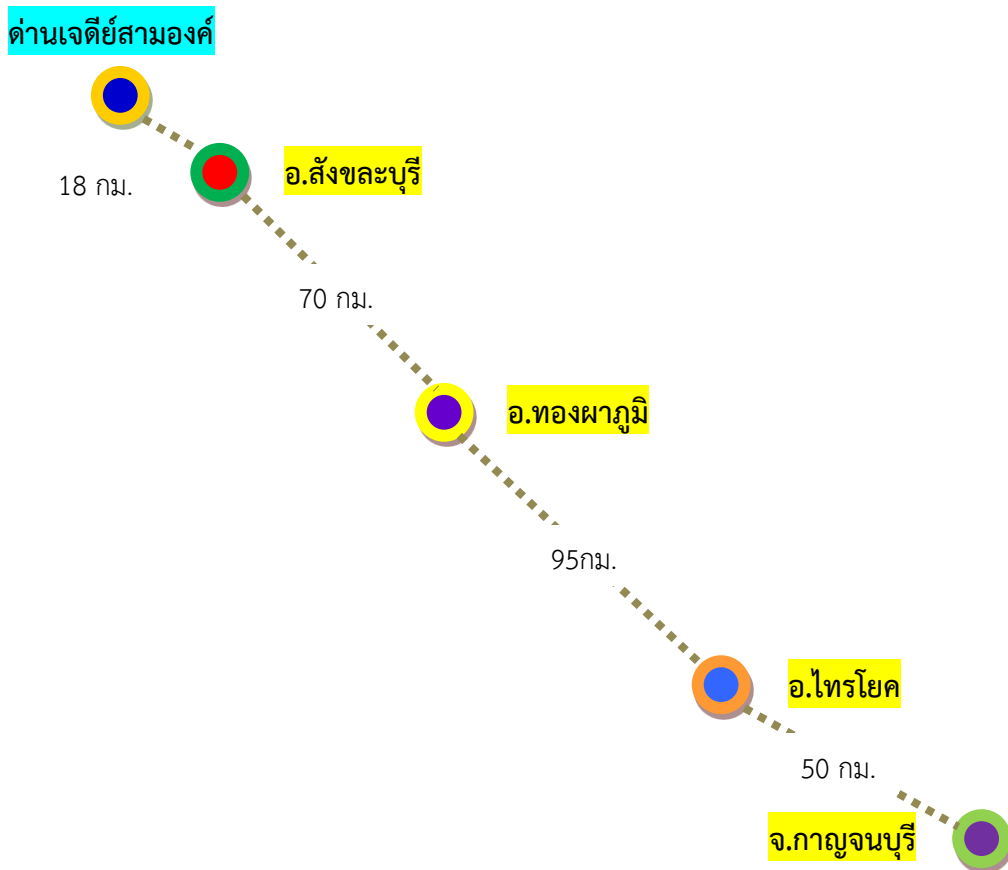 ด่านเจดีย์สามองค์
อ.สังขละบุรี
18 กม.
70 กม.
อ.ทองผาภูมิ
95กม.
อ.ไทรโยค
50 กม.
จ.กาญจนบุรี